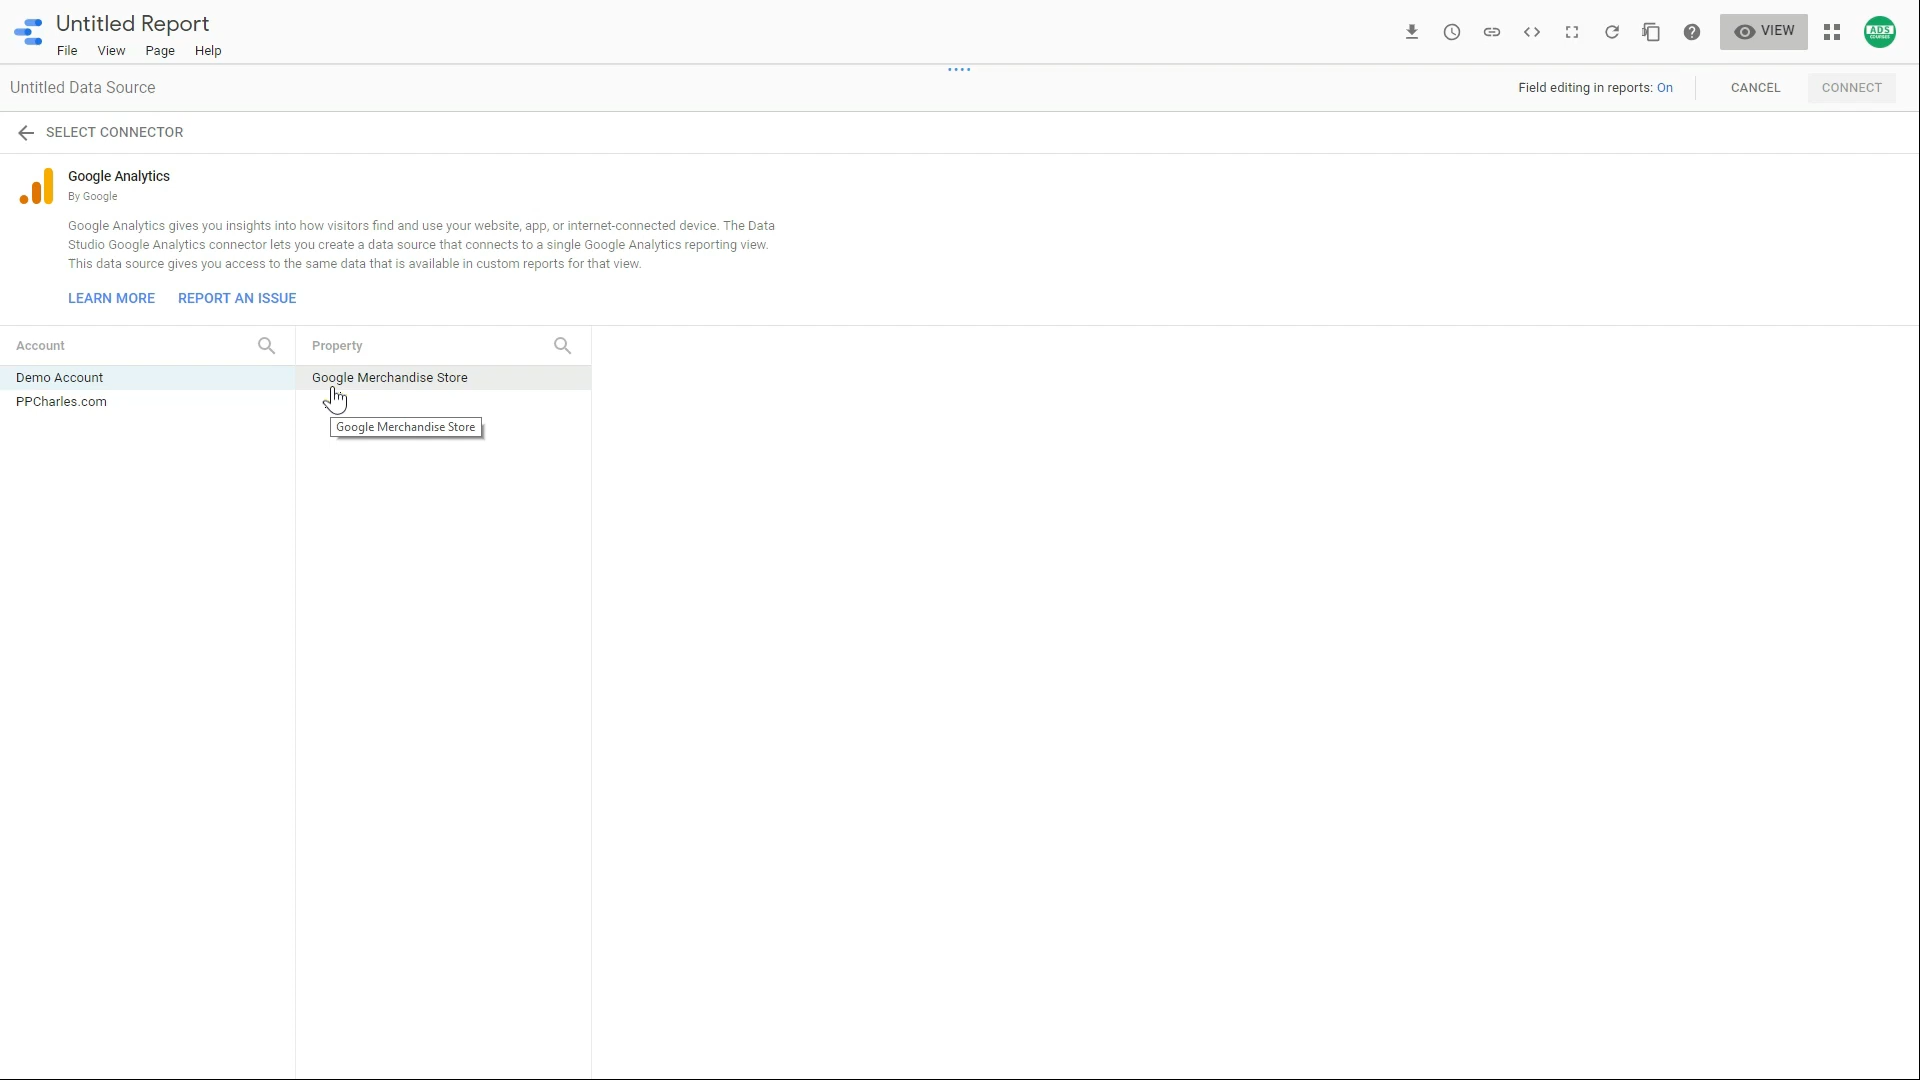 Untitled Report
File View Page Help
VIEW
ADS
COURSES
Untitled Data Source
Field editing in reports: On
CANCEL
CONNECT
SELECT CONNECTOR
Google Analytics
By Google
Google Analytics gives you insights into how visitors find and use your website, app, or internet-connected device. The Data
Studio Google Analytics connector lets you create a data source that connects to a single Google Analytics reporting view.
This data source gives you access to the same data that is available in custom reports for that view.
LEARN MORE REPORT AN ISSUE
Account
Property
Demo Account
Google Merchandise Store
PPCharles.com
Google Merchandise Store